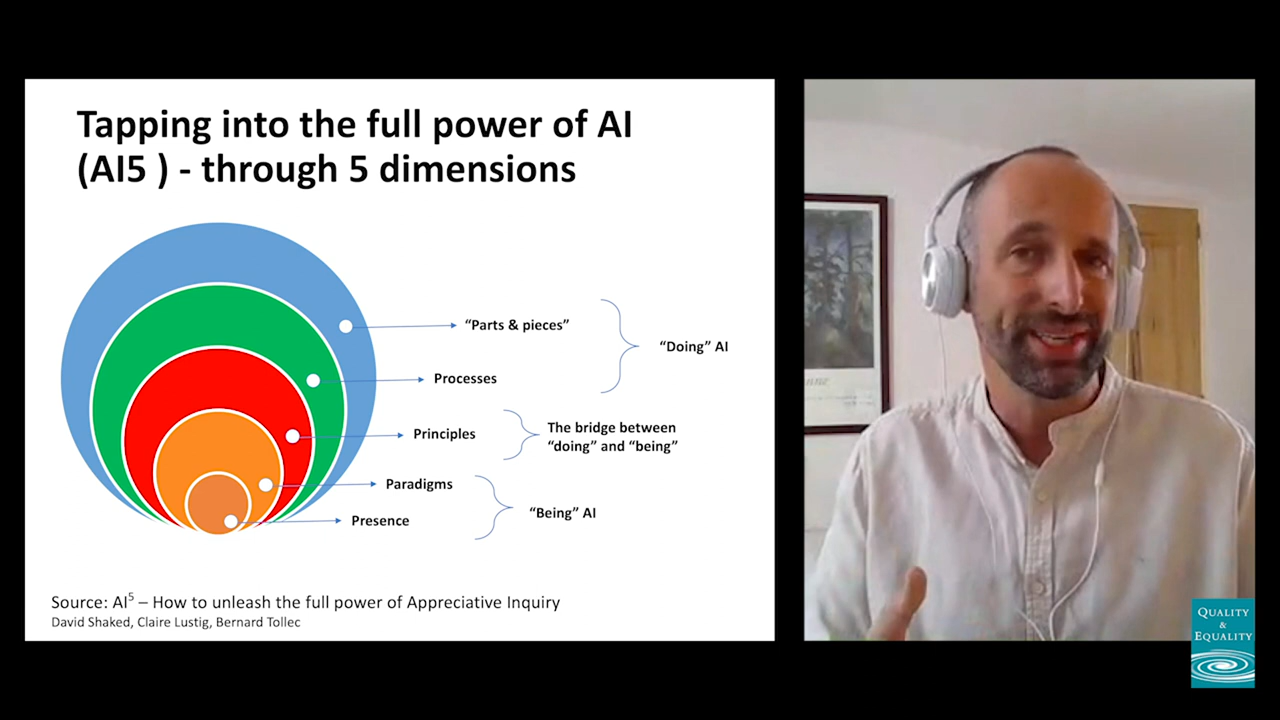 Tapping into the full power of AI
(AI5 ) - through 5 dimensions
“Parts & pieces”
“Doing” AI
Processes
Principles
The bridge between
“doing” and “being”
Paradigms
“Being” AI
Presence
Source: AI⁵ – How to unleash the full power of Appreciative Inquiry
David Shaked, Claire Lustig, Bernard Tollec
QUALITY
&
EQUALITY